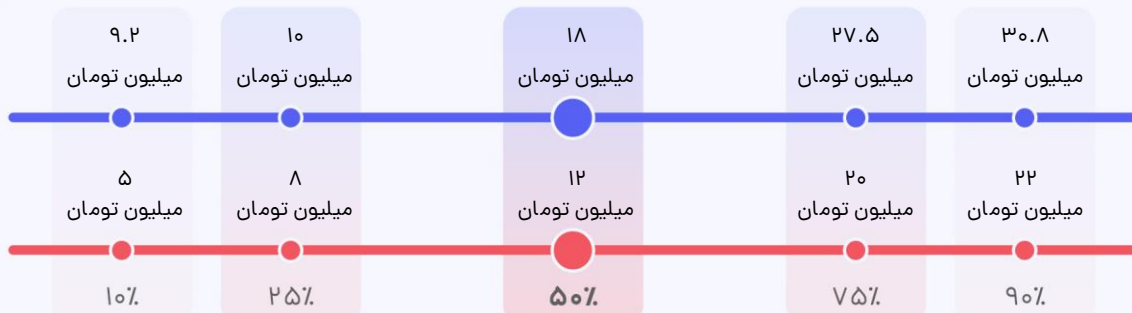 ۹.۲
۱۰
۱۸
۲۷.۵
۳۰.۸
میلیون تومان
میلیون تومان
میلیون تومان
میلیون تومان
میلیون تومان
۵
۸
۱۲
۲۰
۲۲
میلیون تومان
میلیون تومان
میلیون تومان
میلیون تومان
میلیون تومان
۱۰٪
۲۵٪
۵۰٪
۷۵٪
۹۰٪